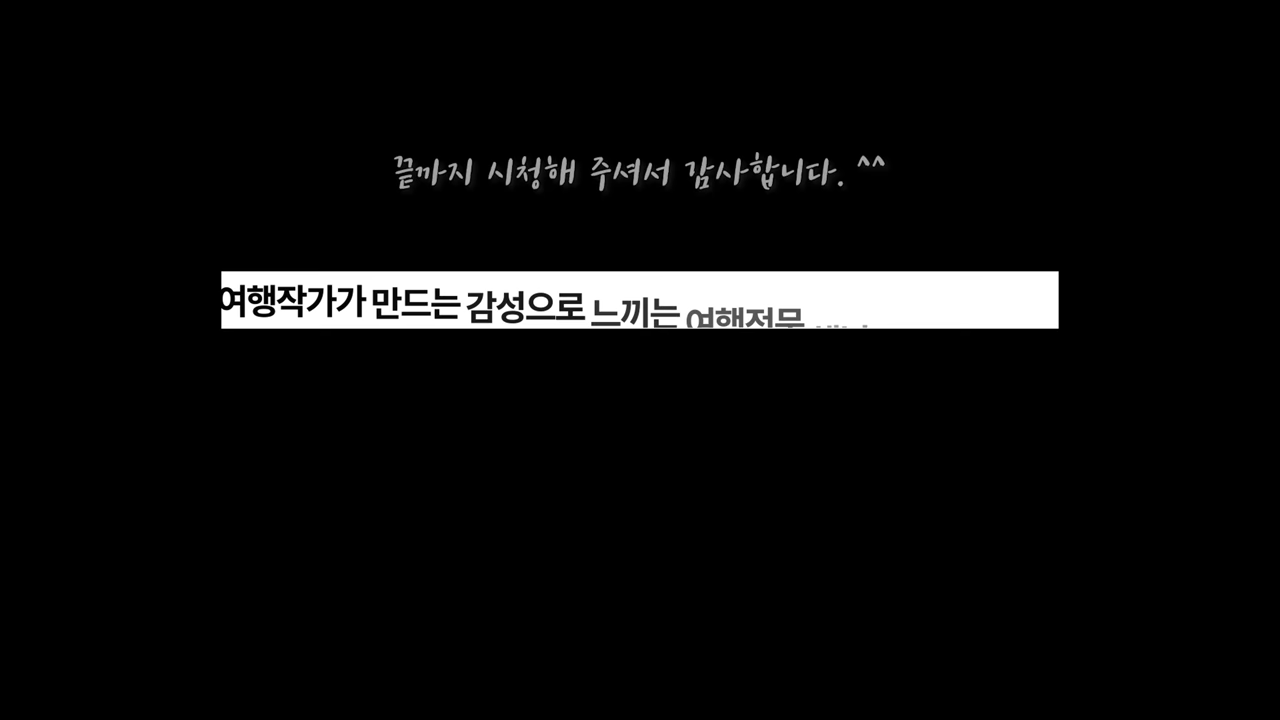 끝까지 시청해 주셔서 감사합니다. ^^
여행작가가 만드는 감성으로 느끼는 여행전문